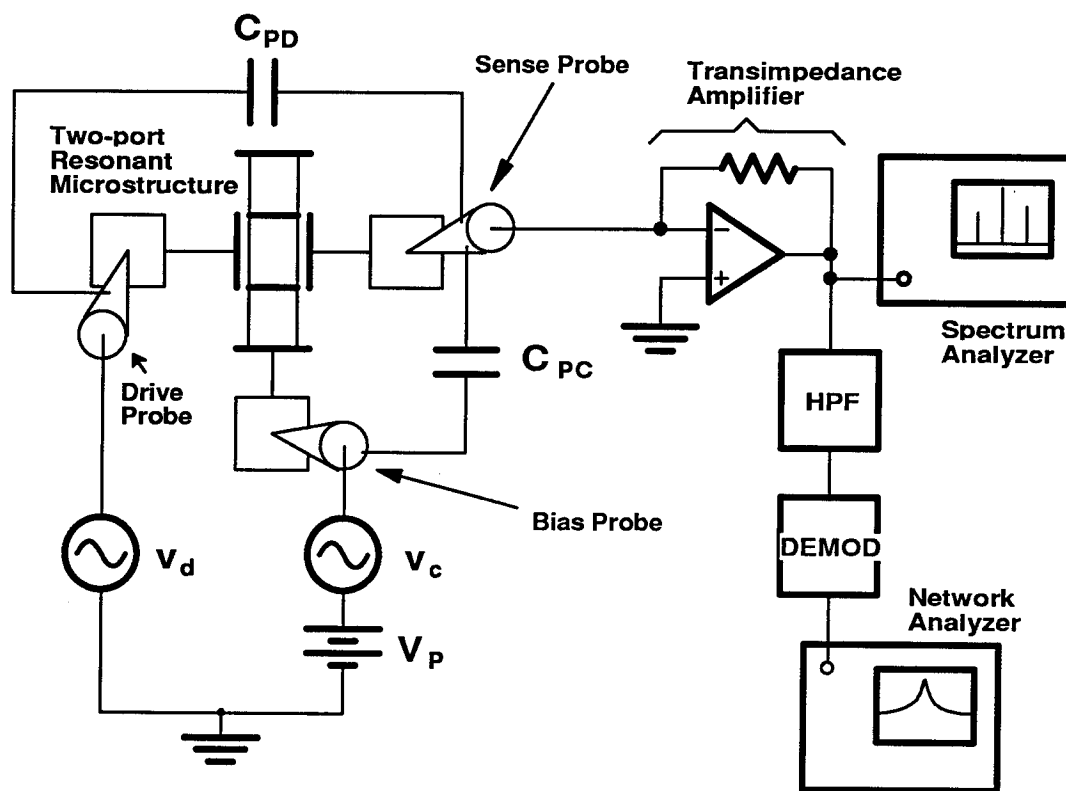 C_PD
Sense Probe
Transimpedance
Amplifier
Two-port
Resonant
Microstructure
−
+
Spectrum
Analyzer
C_PC
Drive
Probe
HPF
Bias Probe
v_d
v_c
DEMOD
Network
Analyzer
V_P